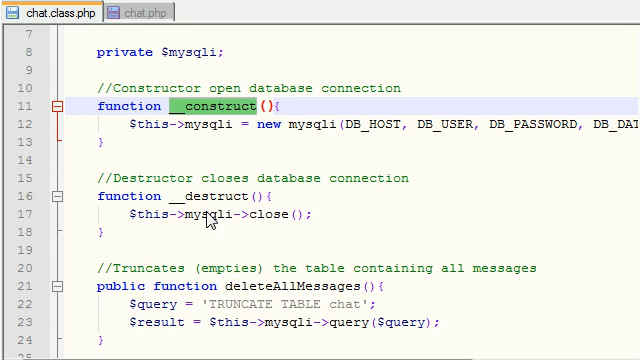 chat.class.php chat.php
7
8 private $mysqli;
9
10 //Constructor open database connection
11 function __construct(){
12 $this->mysqli = new mysqli(DB_HOST, DB_USER, DB_PASSWORD, DB_DAT
13 }
14
15 //Destructor closes database connection
16 function __destruct(){
17 $this->mysqli->close();
18 }
19
20 //Truncates (empties) the table containing all messages
21 public function deleteAllMessages(){
22 $query = 'TRUNCATE TABLE chat';
23 $result = $this->mysqli->query($query);
24 }
25